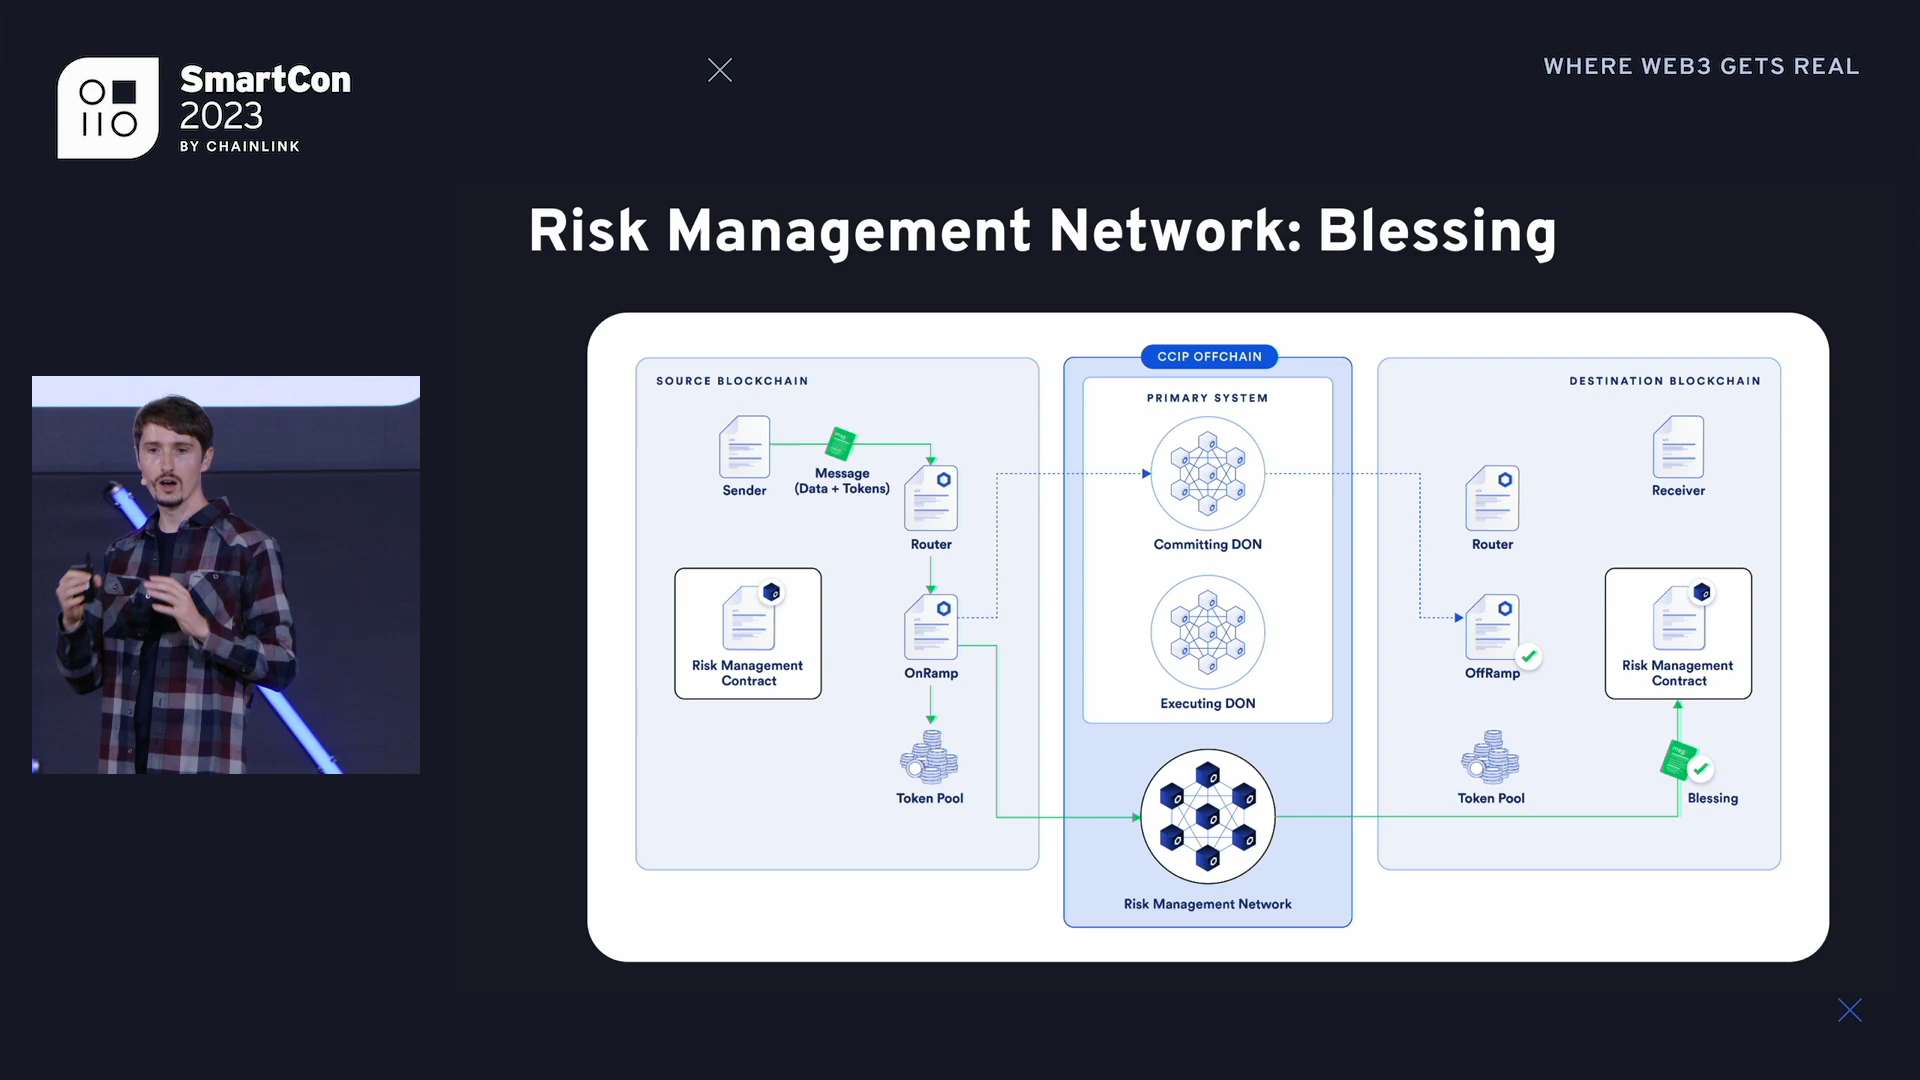 SmartCon
2023
BY CHAINLINK
WHERE WEB3 GETS REAL
Risk Management Network: Blessing
SOURCE BLOCKCHAIN
Sender
Message
(Data + Tokens)
Router
Risk Management
Contract
OnRamp
Token Pool
CCIP OFFCHAIN
PRIMARY SYSTEM
Committing DON
Executing DON
Risk Management Network
DESTINATION BLOCKCHAIN
Receiver
Router
OffRamp
Risk Management
Contract
Token Pool
Blessing